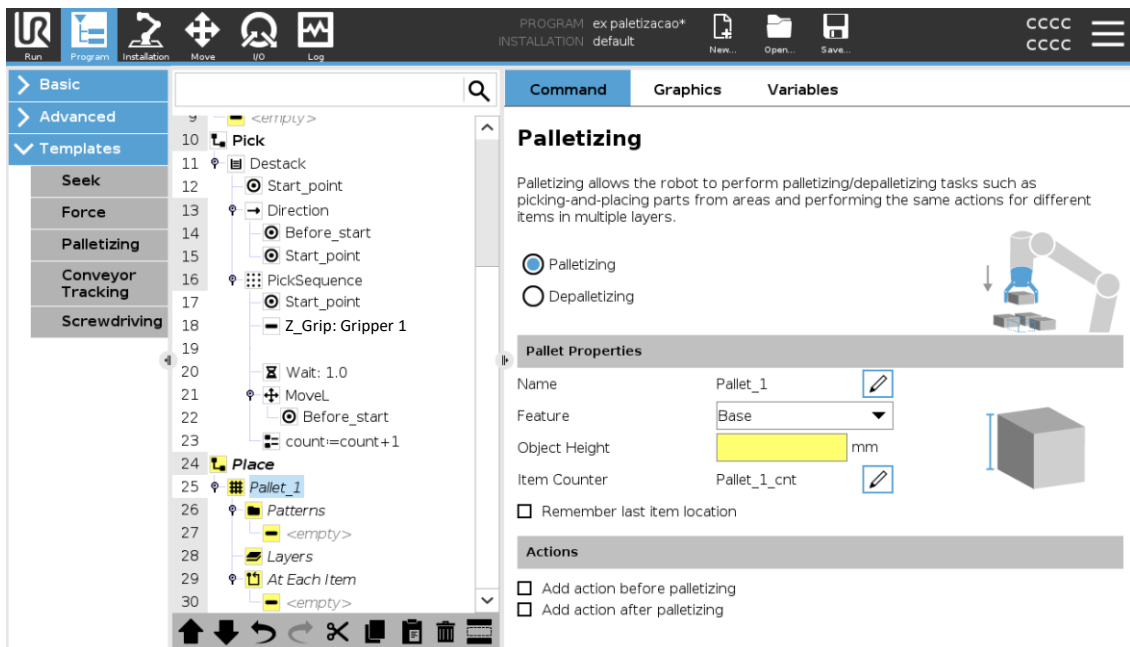 PROGRAM ex paletizacao*
INSTALLATION default
CCCC
CCCC
Run Program Installation Move I/O Log New... Open... Save...
Basic
Advanced
Templates
Seek
Force
Palletizing
Conveyor
Tracking
Screwdriving
9 <empty>
10 Pick
11 Destack
12 Start_point
13 Direction
14 Before_start
15 Start_point
16 PickSequence
17 Start_point
18 Z_Grip: Gripper 1
19
20 Wait: 1.0
21 MoveL
22 Before_start
23 count:=count+1
24 Place
25 Pallet_1
26 Patterns
27 <empty>
28 Layers
29 At Each Item
30 <empty>
Command Graphics Variables
Palletizing
Palletizing allows the robot to perform palletizing/depalletizing tasks such as
picking-and-placing parts from areas and performing the same actions for different
items in multiple layers.
Palletizing
Depalletizing
Pallet Properties
Name Pallet_1
Feature Base
Object Height mm
Item Counter Pallet_1_cnt
Remember last item location
Actions
Add action before palletizing
Add action after palletizing